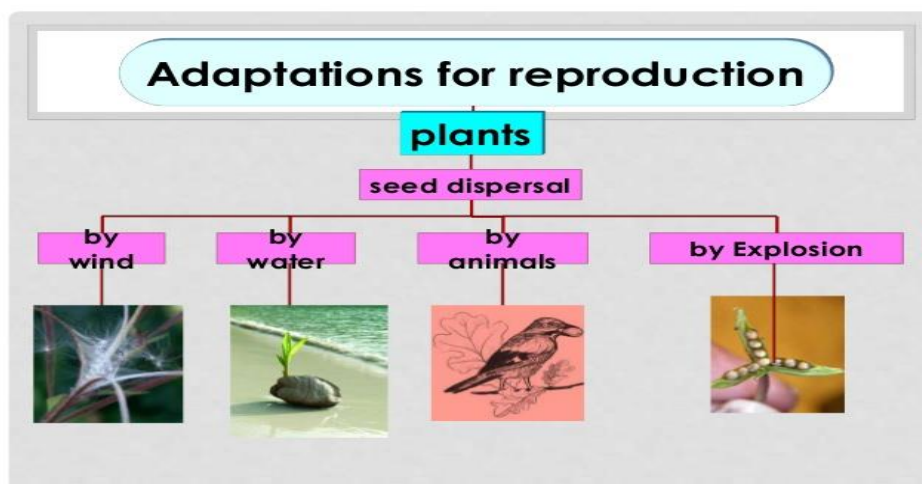 Adaptations for reproduction
plants
seed dispersal
by
wind
by
water
by
animals
by Explosion